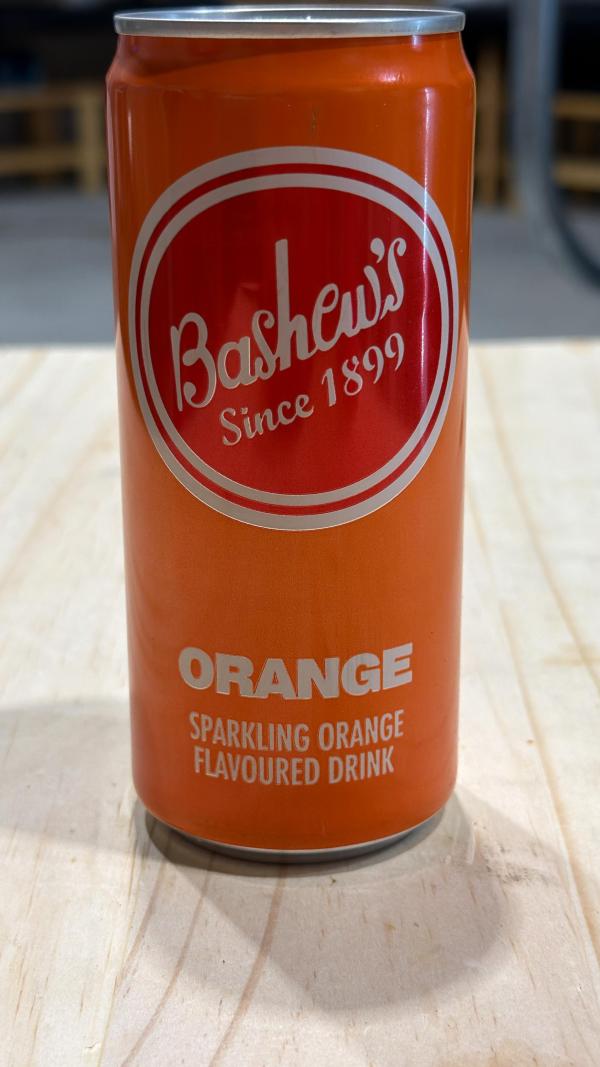 Bashew's
Since 1899
ORANGE
SPARKLING ORANGE
FLAVOURED DRINK